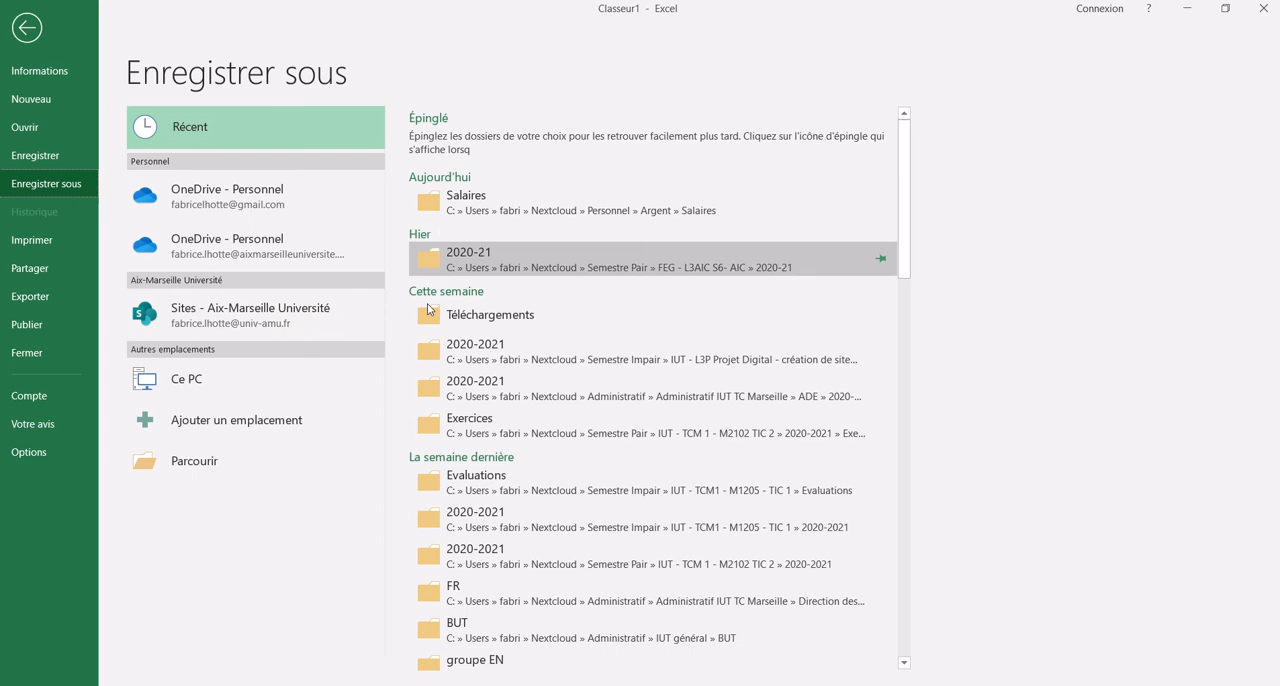 Classeur1 - Excel
Connexion ?
Informations
Nouveau
Ouvrir
Enregistrer
Enregistrer sous
Historique
Imprimer
Partager
Exporter
Publier
Fermer
Compte
Votre avis
Options
Enregistrer sous
Récent
Personnel
OneDrive - Personnel
fabricelhotte@gmail.com
OneDrive - Personnel
fabrice.lhotte@aixmarseilleuniversite....
Aix-Marseille Université
S
Sites - Aix-Marseille Université
fabrice.lhotte@univ-amu.fr
Autres emplacements
Ce PC
Ajouter un emplacement
Parcourir
Épinglé
Épinglez les dossiers de votre choix pour les retrouver facilement plus tard. Cliquez sur l'icône d'épingle qui
s'affiche lorsq
Aujourd'hui
Salaires
C: » Users » fabri » Nextcloud » Personnel » Argent » Salaires
Hier
2020-21
C: » Users » fabri » Nextcloud » Semestre Pair » FEG - L3AIC S6- AIC » 2020-21
Cette semaine
Téléchargements
2020-2021
C: » Users » fabri » Nextcloud » Semestre Impair » IUT - L3P Projet Digital - création de site...
2020-2021
C: » Users » fabri » Nextcloud » Administratif » Administratif IUT TC Marseille » ADE » 2020-...
Exercices
C: » Users » fabri » Nextcloud » Semestre Pair » IUT - TCM 1 - M2102 TIC 2 » 2020-2021 » Exe...
La semaine dernière
Evaluations
C: » Users » fabri » Nextcloud » Semestre Impair » IUT - TCM1 - M1205 - TIC 1 » Evaluations
2020-2021
C: » Users » fabri » Nextcloud » Semestre Impair » IUT - TCM1 - M1205 - TIC 1 » 2020-2021
2020-2021
C: » Users » fabri » Nextcloud » Semestre Pair » IUT - TCM 1 - M2102 TIC 2 » 2020-2021
FR
C: » Users » fabri » Nextcloud » Administratif » Administratif IUT TC Marseille » Direction des...
BUT
C: » Users » fabri » Nextcloud » Administratif » IUT général » BUT
groupe EN